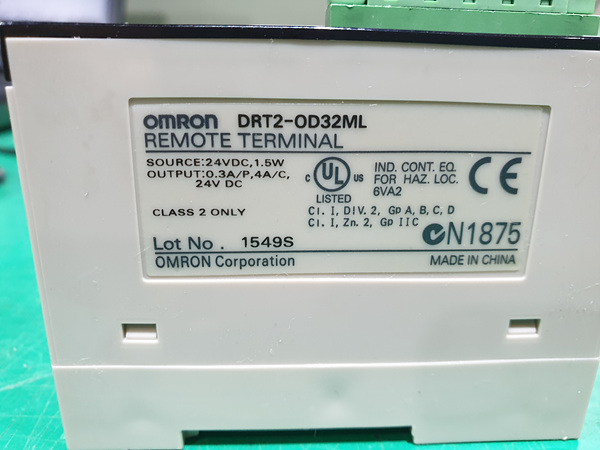 OMRON DRT2-OD32ML
REMOTE TERMINAL
SOURCE:24VDC,1.5W
OUTPUT:0.3A/P,4A/C,
24V DC
CLASS 2 ONLY
Lot No. 1549S
OMRON Corporation
C UL US
LISTED
IND. CONT. EQ.
FOR HAZ. LOC.
6VA2
CE
Cl. I, DIV. 2, Gp A, B, C, D
Cl. I, Zn. 2, Gp IIC
N1875
MADE IN CHINA